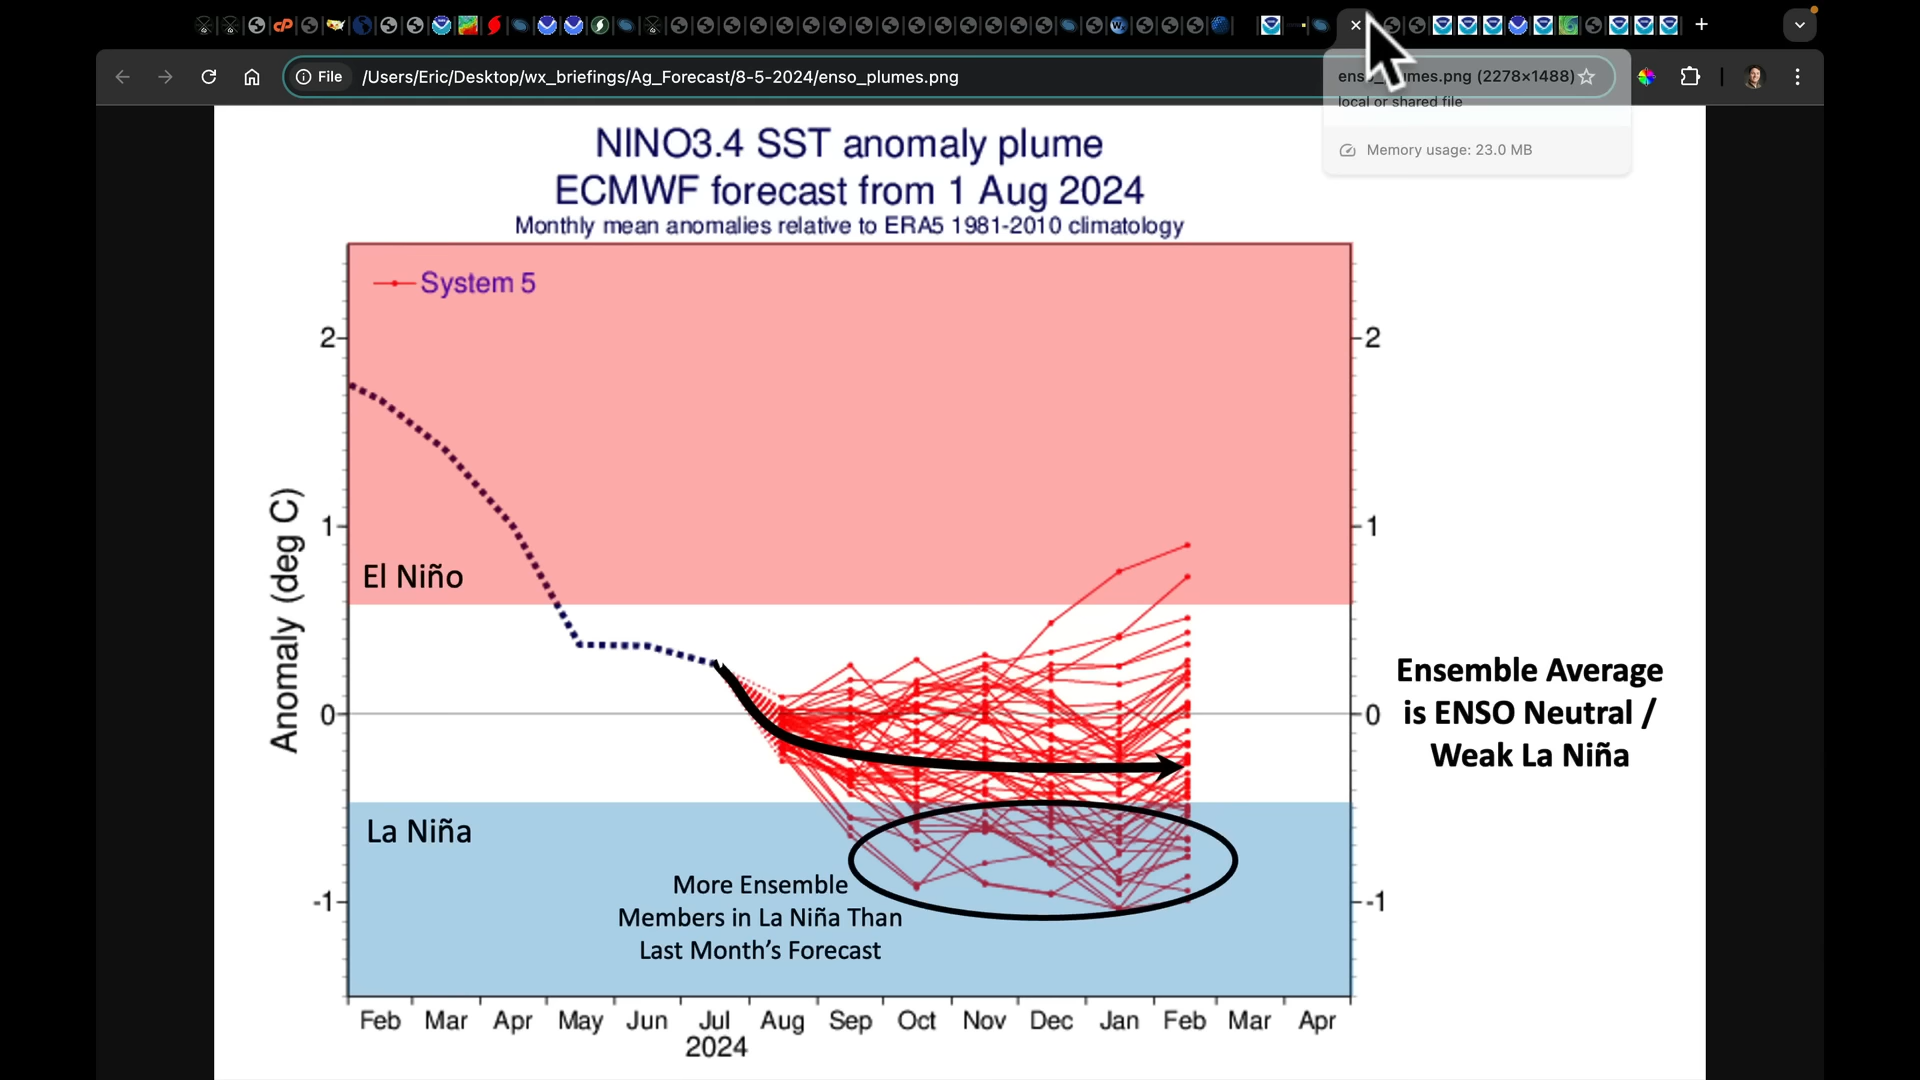 File
/Users/Eric/Desktop/wx_briefings/Ag_Forecast/8-5-2024/enso_plumes.png
umes.png (2278×1488)
local or shared file
Memory usage: 23.0 MB
NINO3.4 SST anomaly plume
ECMWF forecast from 1 Aug 2024
Monthly mean anomalies relative to ERA5 1981-2010 climatology
System 5
2
2
1
1
El Niño
Anomaly (deg C)
0
0
Ensemble Average
is ENSO Neutral /
Weak La Niña
La Niña
More Ensemble
Members in La Niña Than
Last Month’s Forecast
-1
-1
Feb Mar Apr May Jun Jul Aug Sep Oct Nov Dec Jan Feb Mar Apr
2024